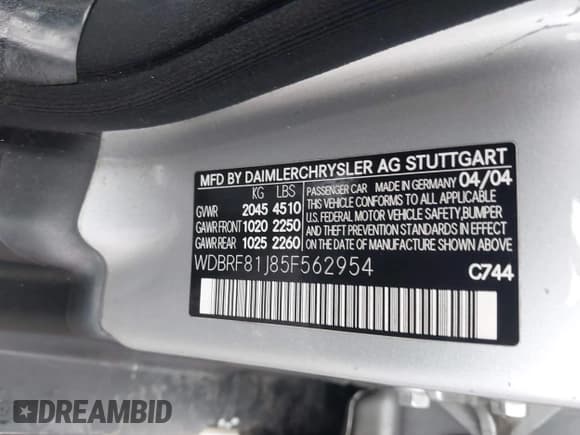 MFD BY DAIMLERCHRYSLER AG STUTTGART
KG LBS
GVWR 2045 4510
GAWR FRONT 1020 2250
GAWR REAR 1025 2260
PASSENGER CAR MADE IN GERMANY 04/04
THIS VEHICLE CONFORMS TO ALL APPLICABLE
U.S. FEDERAL MOTOR VEHICLE SAFETY, BUMPER
AND THEFT PREVENTION STANDARDS IN EFFECT
ON THE DATE OF MANUFACTURE SHOWN ABOVE.
WDBRF81J85F562954
C744
DREAMBID